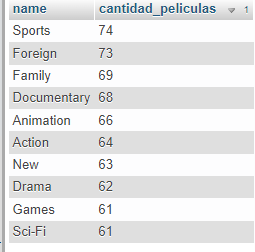 name cantidad_peliculas 1
Sports 74
Foreign 73
Family 69
Documentary 68
Animation 66
Action 64
New 63
Drama 62
Games 61
Sci-Fi 61